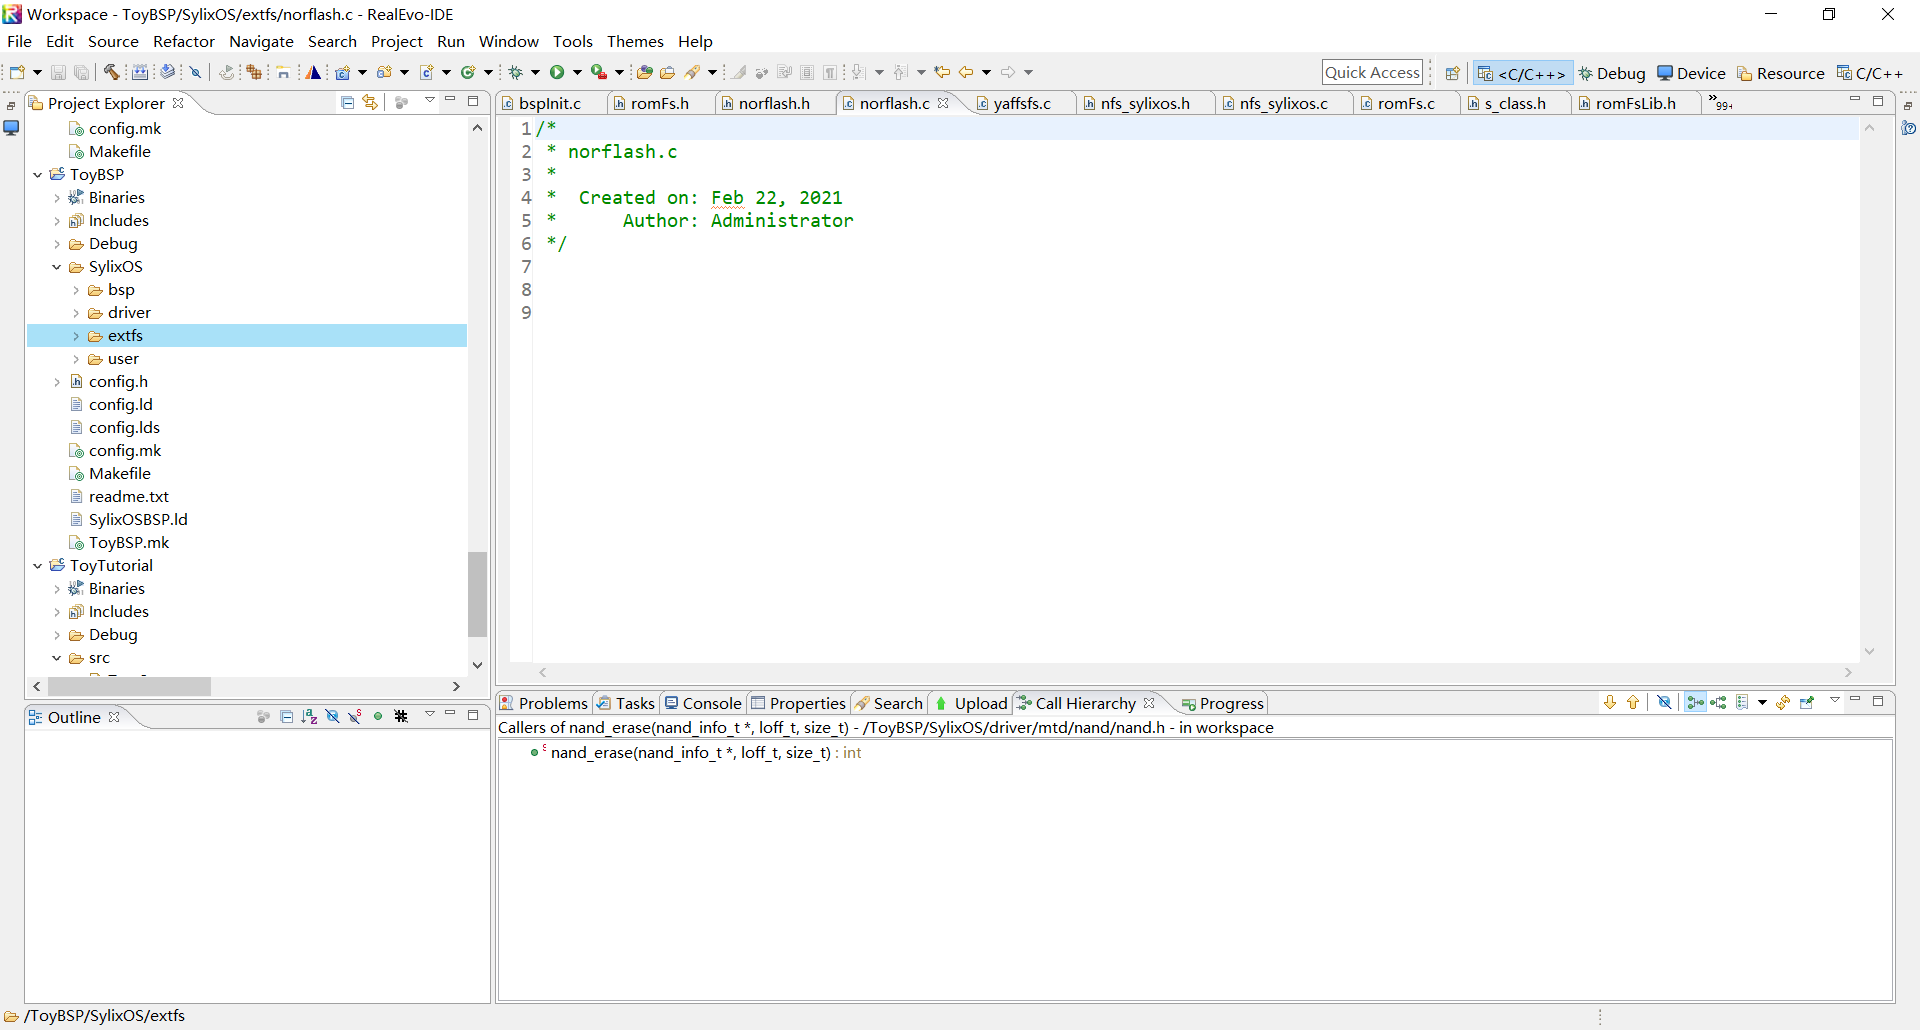 Workspace - ToyBSP/SylixOS/extfs/norflash.c - RealEvo-IDE
File Edit Source Refactor Navigate Search Project Run Window Tools Themes Help
Quick Access <C/C++> Debug Device Resource C/C++
Project Explorer
config.mk
Makefile
ToyBSP
Binaries
Includes
Debug
SylixOS
bsp
driver
extfs
user
config.h
config.ld
config.lds
config.mk
Makefile
readme.txt
SylixOSBSP.ld
ToyBSP.mk
ToyTutorial
Binaries
Includes
Debug
src
bspInit.c romFs.h norflash.h norflash.c yaffsfs.c nfs_sylixos.h nfs_sylixos.c romFs.c s_class.h romFsLib.h »99+
1 /*
2 * norflash.c
3 *
4 * Created on: Feb 22, 2021
5 * Author: Administrator
6 */
7
8
9
Outline
Problems Tasks Console Properties Search Upload Call Hierarchy Progress
Callers of nand_erase(nand_info_t *, loff_t, size_t) - /ToyBSP/SylixOS/driver/mtd/nand/nand.h - in workspace
nand_erase(nand_info_t *, loff_t, size_t) : int
/ToyBSP/SylixOS/extfs